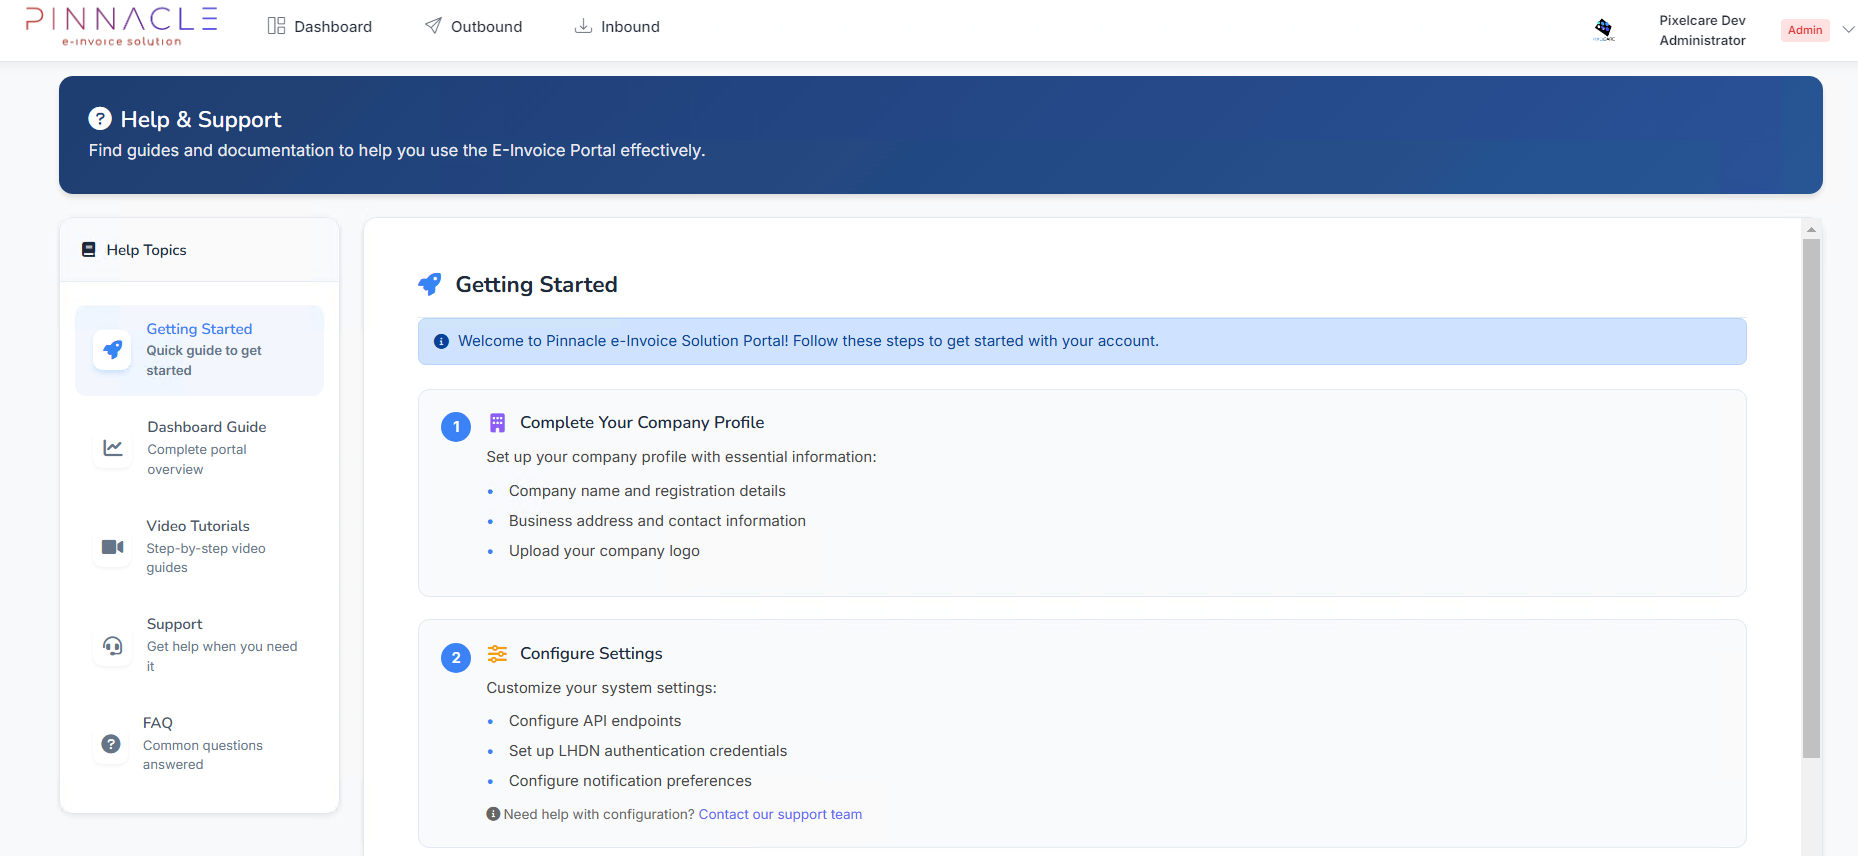 PINNACLE
e-invoice solution
Dashboard
Outbound
Inbound
Pixelcare Dev
Administrator
Admin
Help & Support
Find guides and documentation to help you use the E-Invoice Portal effectively.
Help Topics
Getting Started
Quick guide to get
started
Dashboard Guide
Complete portal
overview
Video Tutorials
Step-by-step video
guides
Support
Get help when you need
it
FAQ
Common questions
answered
Getting Started
Welcome to Pinnacle e-Invoice Solution Portal! Follow these steps to get started with your account.
1
Complete Your Company Profile
Set up your company profile with essential information:
• Company name and registration details
• Business address and contact information
• Upload your company logo
2
Configure Settings
Customize your system settings:
• Configure API endpoints
• Set up LHDN authentication credentials
• Configure notification preferences
Need help with configuration? Contact our support team